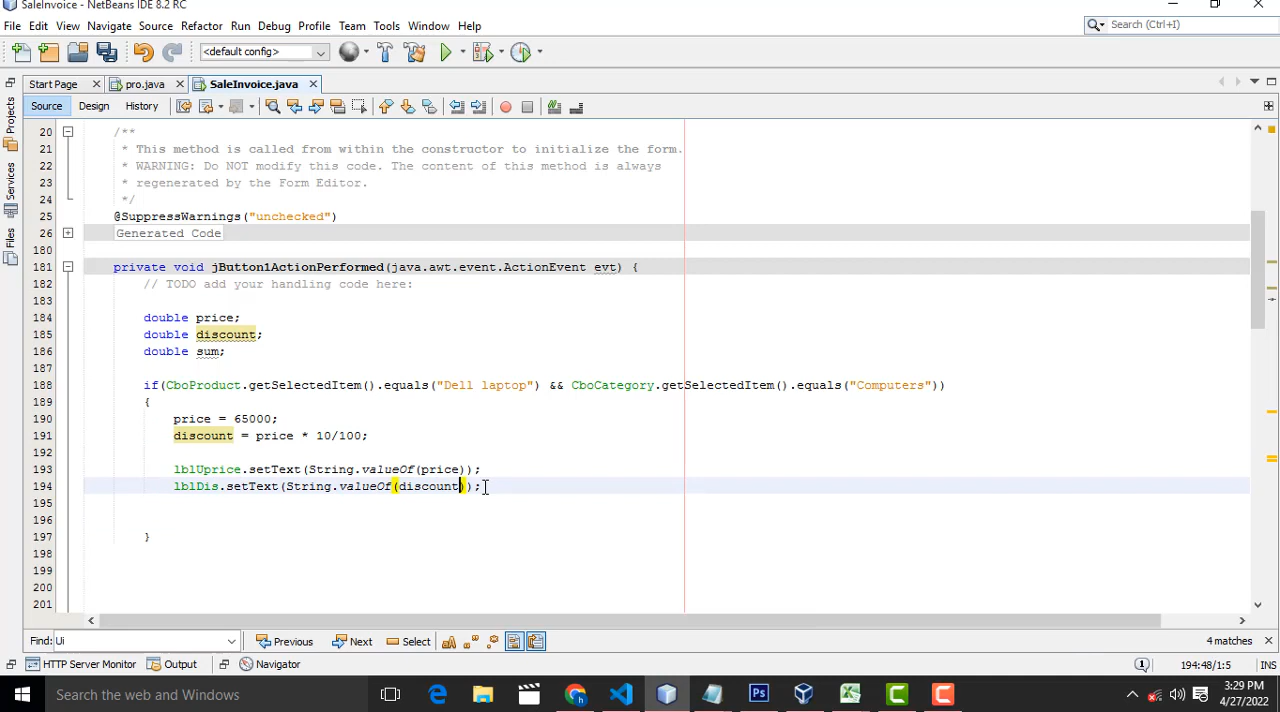 SaleInvoice - NetBeans IDE 8.2 RC
File Edit View Navigate Source Refactor Run Debug Profile Team Tools Window Help
Search (Ctrl+I)
<default config>
Start Page pro.java SaleInvoice.java
Source Design History
Projects
Services
Files
20 /**
21 * This method is called from within the constructor to initialize the form.
22 * WARNING: Do NOT modify this code. The content of this method is always
23 * regenerated by the Form Editor.
24 */
25 @SuppressWarnings("unchecked")
26 Generated Code
180
181 private void jButton1ActionPerformed(java.awt.event.ActionEvent evt) {
182 // TODO add your handling code here:
183
184 double price;
185 double discount;
186 double sum;
187
188 if(CboProduct.getSelectedItem().equals("Dell laptop") && CboCategory.getSelectedItem().equals("Computers"))
189 {
190 price = 65000;
191 discount = price * 10/100;
192
193 lblUprice.setText(String.valueOf(price));
194 lblDis.setText(String.valueOf(discount));
195
196
197 }
198
199
200
201
Find: Ui Previous Next Select 4 matches
HTTP Server Monitor Output Navigator 1 194:48/1:5 INS
Search the web and Windows
3:29 PM
4/27/2022